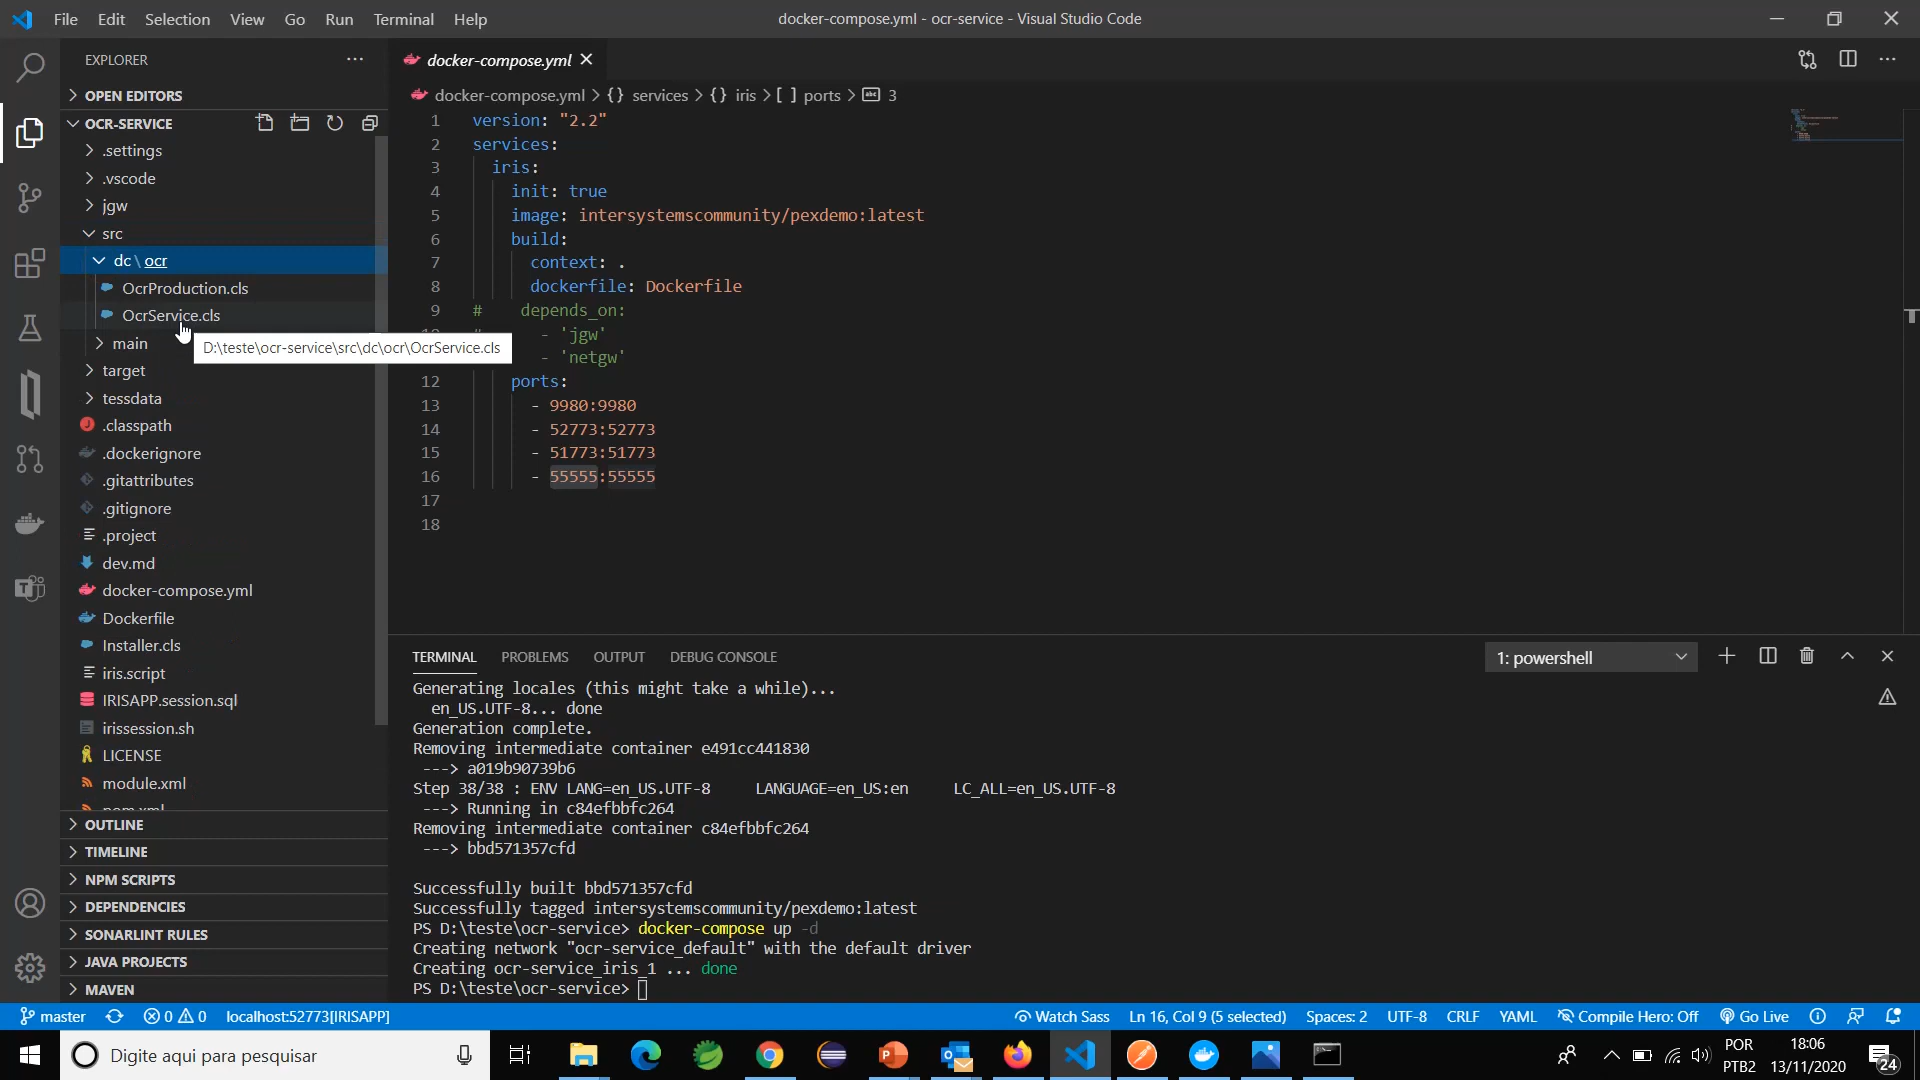 File Edit Selection View Go Run Terminal Help
docker-compose.yml - ocr-service - Visual Studio Code
EXPLORER
OPEN EDITORS
OCR-SERVICE
.settings
.vscode
jgw
src
dc \ ocr
OcrProduction.cls
OcrService.cls
D:\teste\ocr-service\src\dc\ocr\OcrService.cls
main
target
tessdata
.classpath
.dockerignore
.gitattributes
.gitignore
.project
dev.md
docker-compose.yml
Dockerfile
Installer.cls
iris.script
IRISAPP.session.sql
irissession.sh
LICENSE
module.xml
pom.xml
OUTLINE
TIMELINE
NPM SCRIPTS
DEPENDENCIES
SONARLINT RULES
JAVA PROJECTS
MAVEN
docker-compose.yml
docker-compose.yml > {} services > {} iris > [ ] ports > abc 3
1 version: "2.2"
2 services:
3 iris:
4 init: true
5 image: intersystemscommunity/pexdemo:latest
6 build:
7 context: .
8 dockerfile: Dockerfile
9 # depends_on:
- 'jgw'
- 'netgw'
12 ports:
13 - 9980:9980
14 - 52773:52773
15 - 51773:51773
16 - 55555:55555
17
18
TERMINAL PROBLEMS OUTPUT DEBUG CONSOLE
1: powershell
Generating locales (this might take a while)...
en_US.UTF-8... done
Generation complete.
Removing intermediate container e491cc441830
---> a019b90739b6
Step 38/38 : ENV LANG=en_US.UTF-8 LANGUAGE=en_US:en LC_ALL=en_US.UTF-8
---> Running in c84efbbfc264
Removing intermediate container c84efbbfc264
---> bbd571357cfd
Successfully built bbd571357cfd
Successfully tagged intersystemscommunity/pexdemo:latest
PS D:\teste\ocr-service> docker-compose up -d
Creating network "ocr-service_default" with the default driver
Creating ocr-service_iris_1 ... done
PS D:\teste\ocr-service>
master 0 0 localhost:52773[IRISAPP]
Watch Sass Ln 16, Col 9 (5 selected) Spaces: 2 UTF-8 CRLF YAML Compile Hero: Off Go Live
Digite aqui para pesquisar
POR
PTB2
18:06
13/11/2020
24